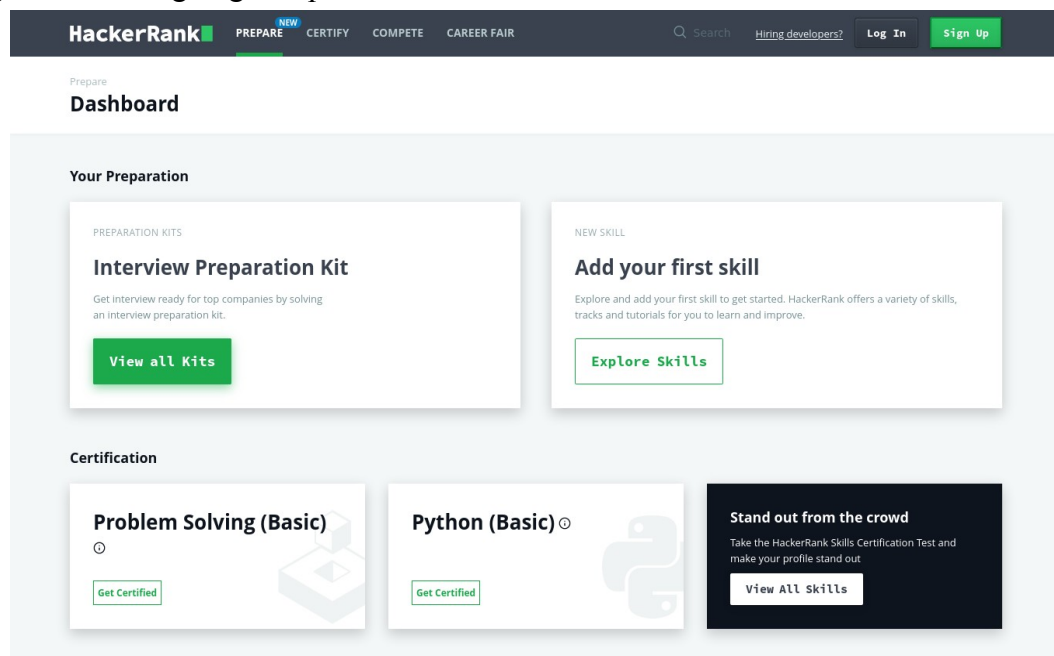 HackerRank PREPARE NEW CERTIFY COMPETE CAREER FAIR Search Hiring developers? Log In Sign Up
Prepare
Dashboard
Your Preparation
PREPARATION KITS
Interview Preparation Kit
Get interview ready for top companies by solving
an interview preparation kit.
View all Kits
NEW SKILL
Add your first skill
Explore and add your first skill to get started. HackerRank offers a variety of skills,
tracks and tutorials for you to learn and improve.
Explore Skills
Certification
Problem Solving (Basic)
Get Certified
Python (Basic)
Get Certified
Stand out from the crowd
Take the HackerRank Skills Certification Test and
make your profile stand out
View All Skills